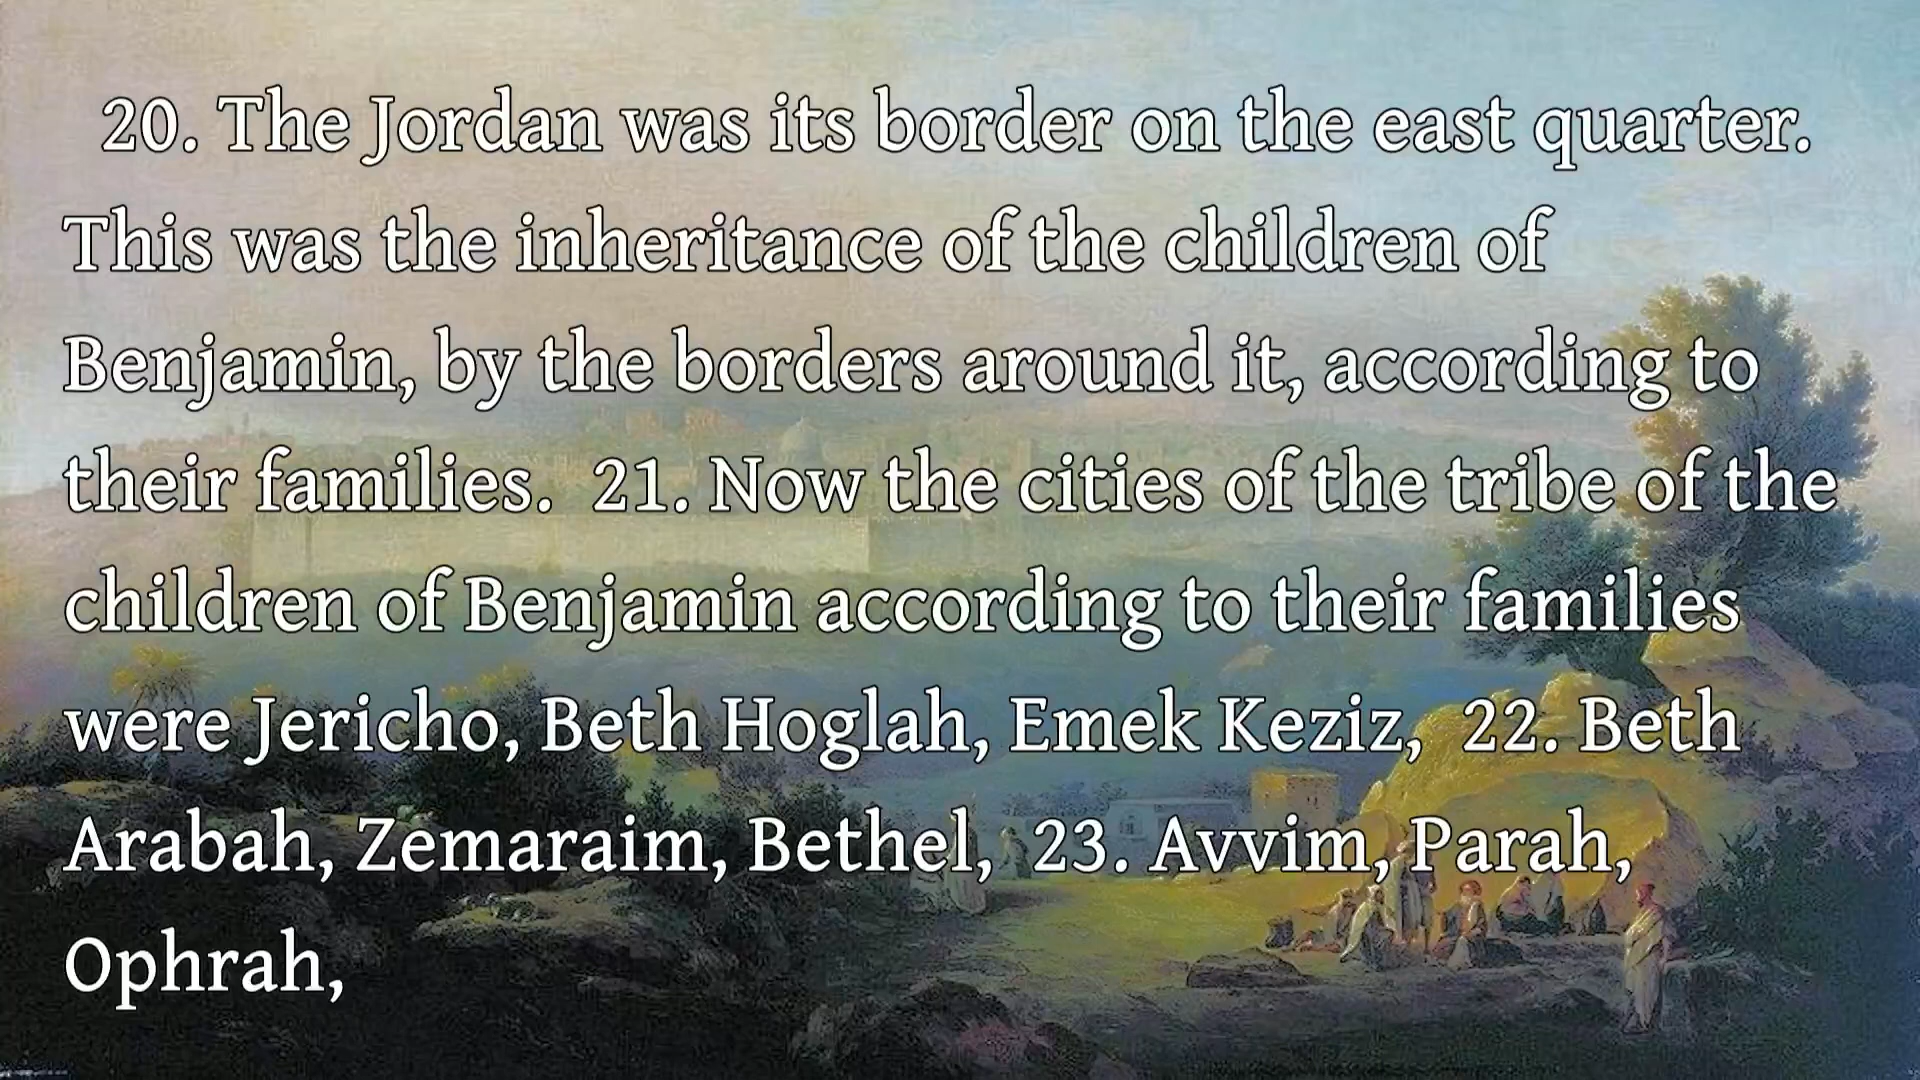 20. The Jordan was its border on the east quarter.
This was the inheritance of the children of
Benjamin, by the borders around it, according to
their families.  21. Now the cities of the tribe of the
children of Benjamin according to their families
were Jericho, Beth Hoglah, Emek Keziz,  22. Beth
Arabah, Zemaraim, Bethel,  23. Avvim, Parah,
Ophrah,